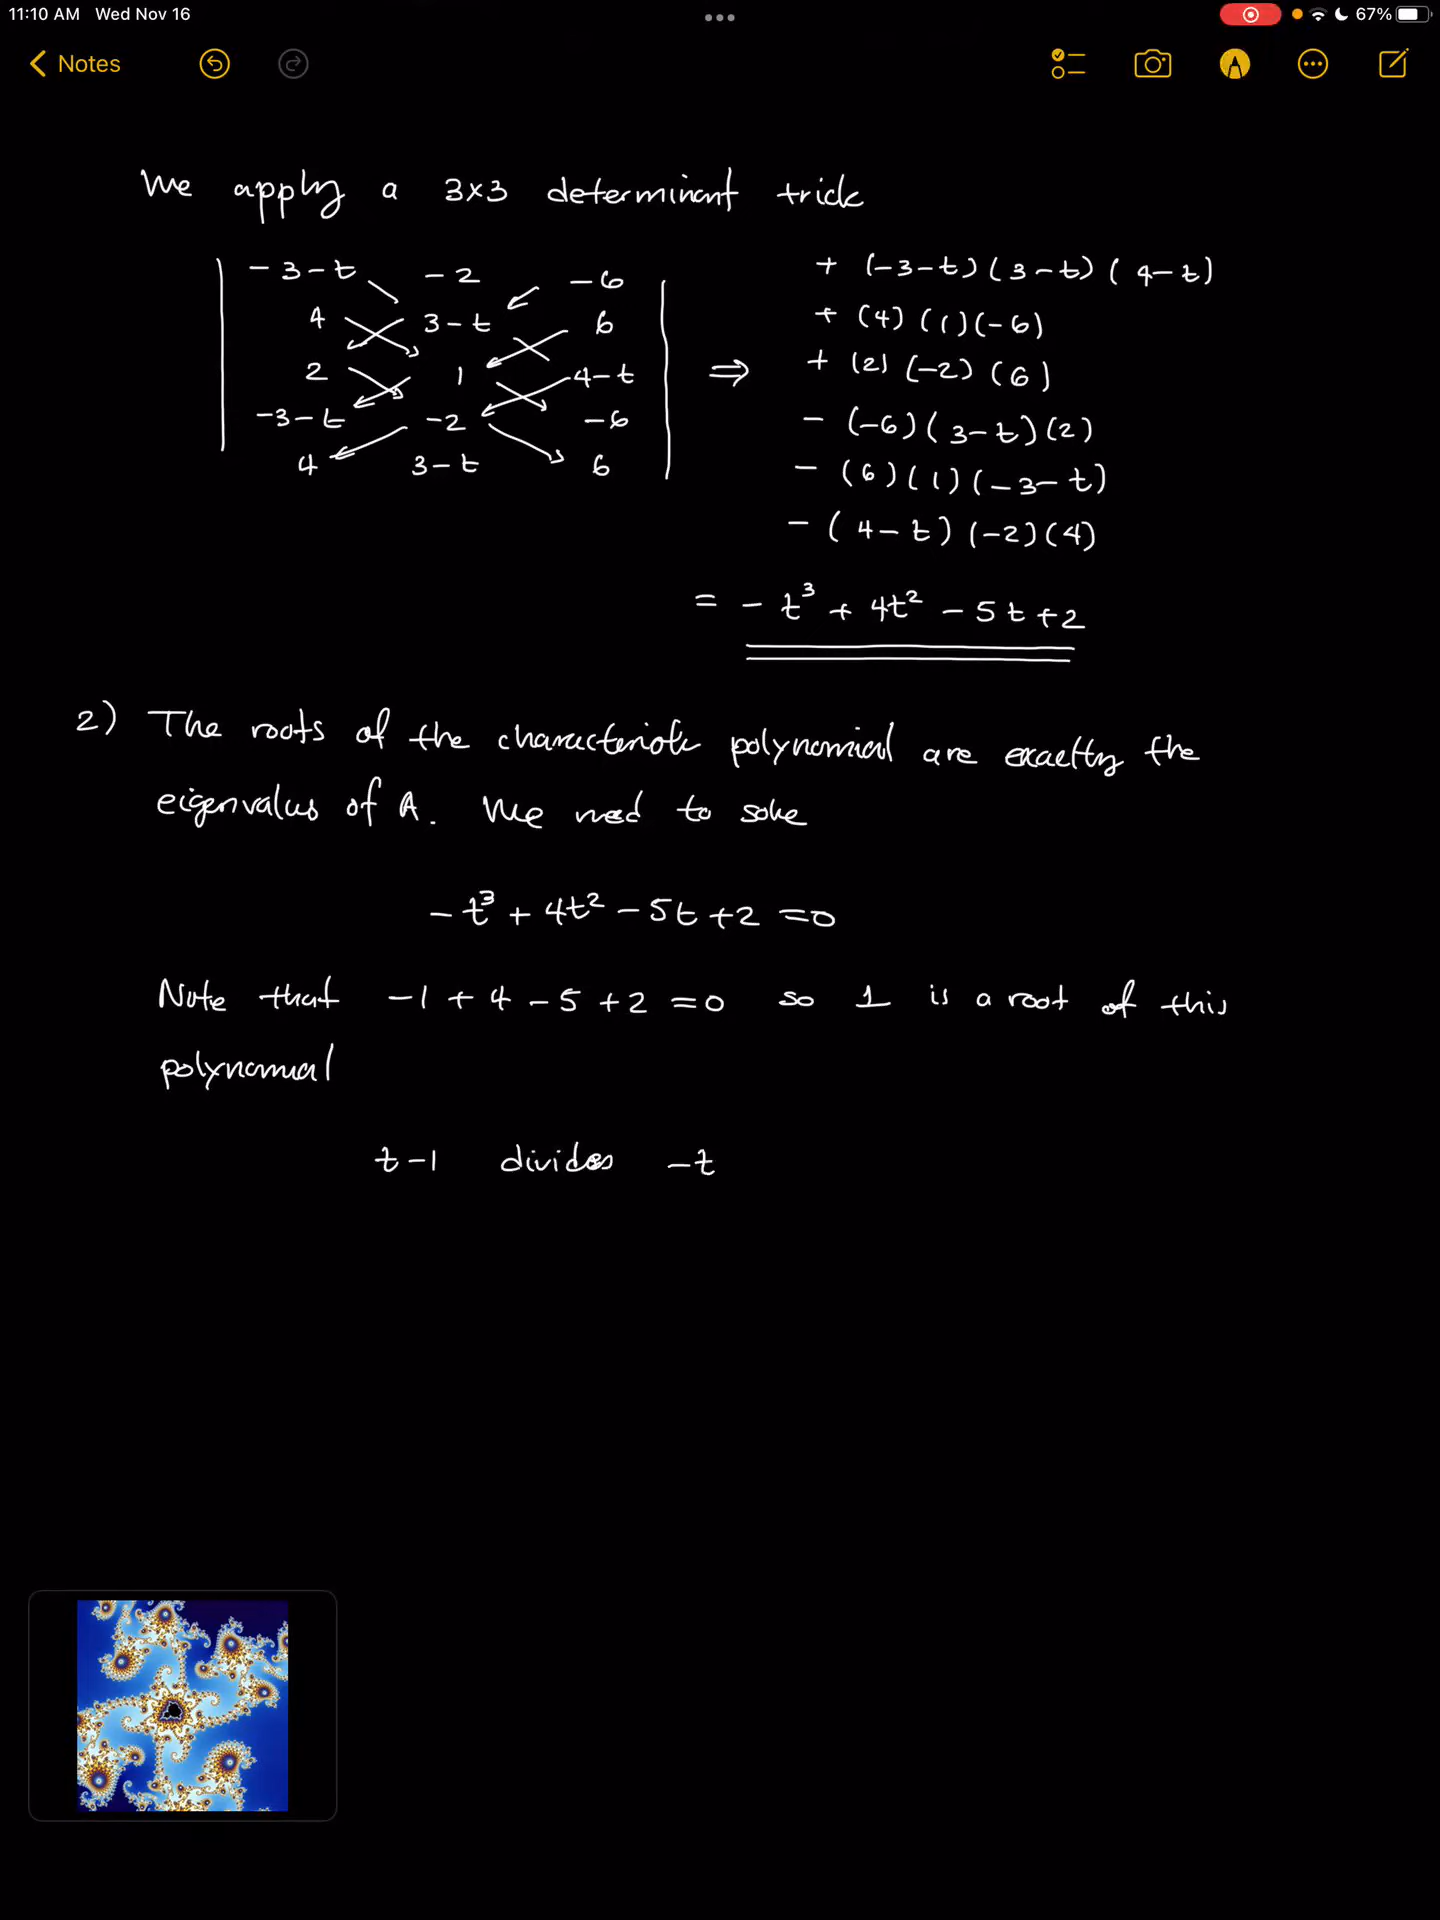 11:10 AM Wed Nov 16 67%
Notes
We apply a 3x3 determinant trick
-3-t -2 -6
4 3-t 6
2 1 4-t
-3-t -2 -6
4 3-t 6
⇒
+ (-3-t)(3-t)(4-t)
+ (4)(1)(-6)
+ (2)(-2)(6)
- (-6)(3-t)(2)
- (6)(1)(-3-t)
- (4-t)(-2)(4)
= -t³ + 4t² - 5t + 2
2) The roots of the characteristic polynomial are exactly the
eigenvalues of A. We need to solve
-t³ + 4t² - 5t + 2 = 0
Note that -1 + 4 - 5 + 2 = 0 so 1 is a root of this
polynomial
t-1 divides -t